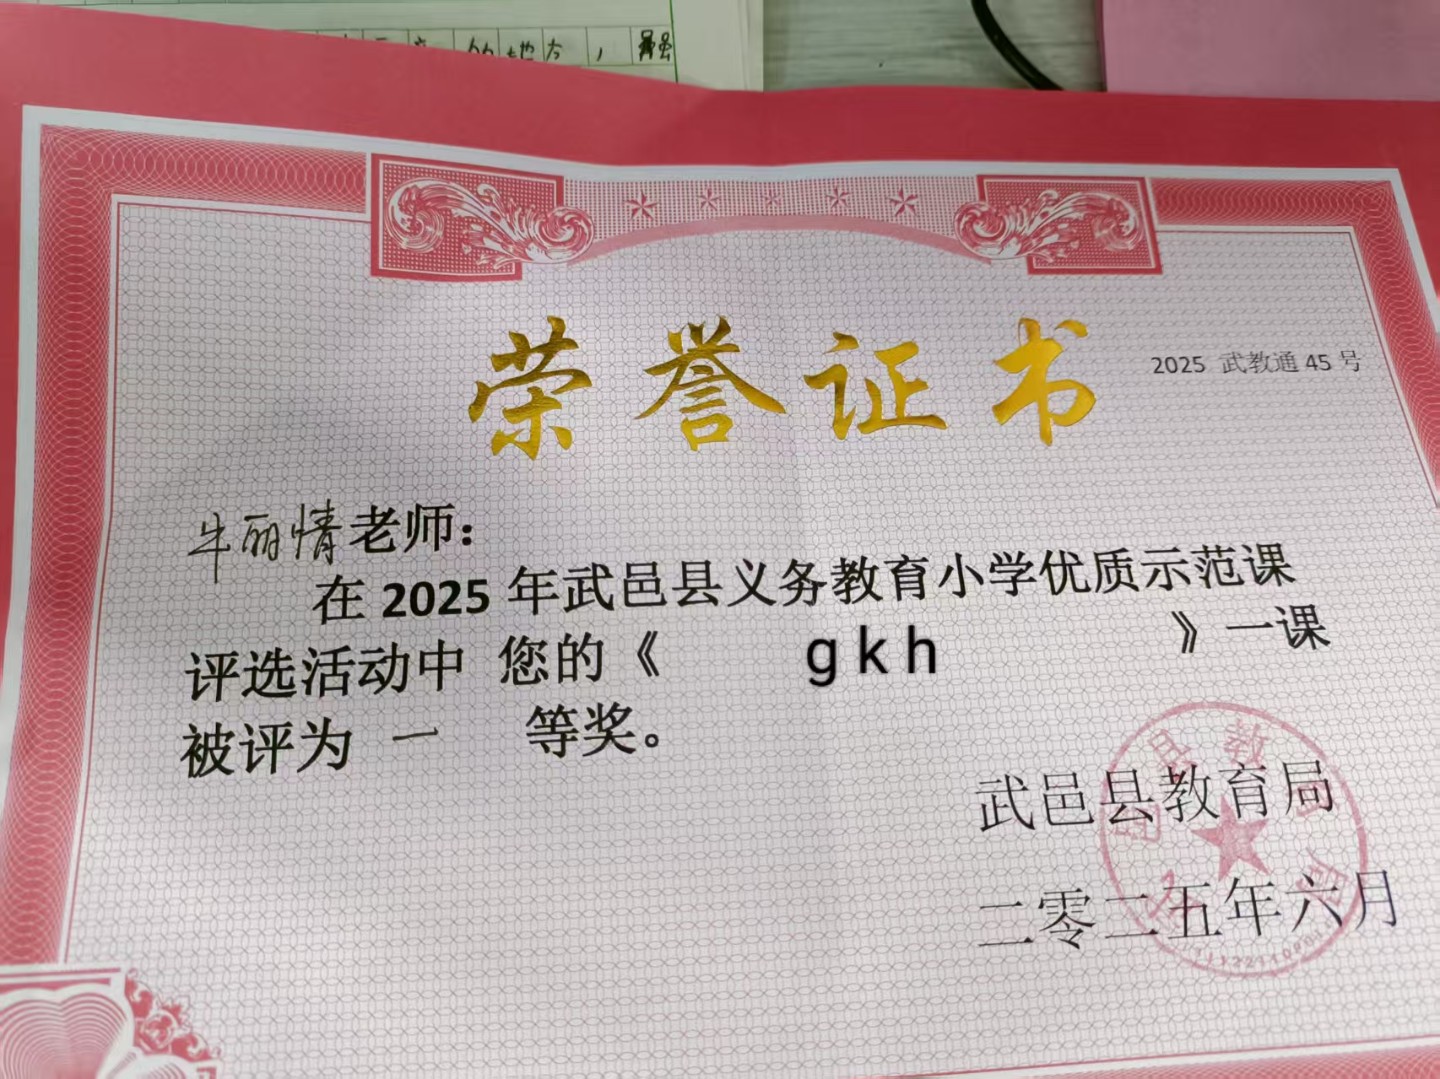 的地方，
荣誉证书
2025 武教通 45 号
牛丽情老师：
在 2025 年武邑县义务教育小学优质示范课
评选活动中 您的《 g k h 》一课
被评为 一 等奖。
武邑县教育局
二零二五年六月